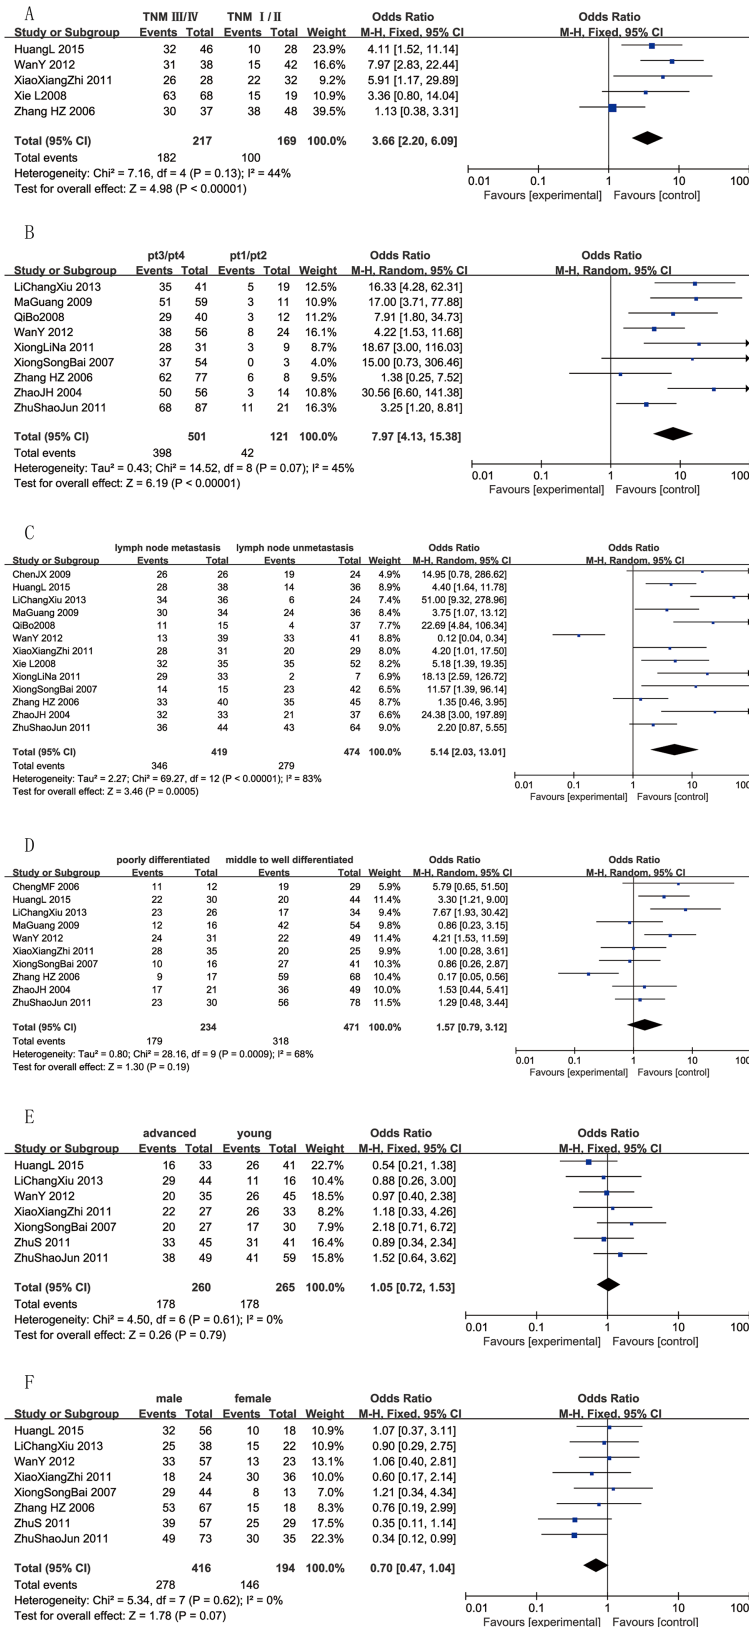 A
TNM III/IV TNM I/II Odds Ratio Odds Ratio
Study or Subgroup Events Total Events Total Weight M-H, Fixed, 95% CI M-H, Fixed, 95% CI
HuangL 2015 32 46 10 28 23.9% 4.11 [1.52, 11.14]
WanY 2012 31 38 15 42 16.6% 7.97 [2.83, 22.44]
XiaoXiangZhi 2011 26 28 22 32 9.2% 5.91 [1.17, 29.89]
Xie L2008 63 68 15 19 10.9% 3.36 [0.80, 14.04]
Zhang HZ 2006 30 37 38 48 39.5% 1.13 [0.38, 3.31]
Total (95% CI) 217 169 100.0% 3.66 [2.20, 6.09]
Total events 182 100
Heterogeneity: Chi² = 7.16, df = 4 (P = 0.13); I² = 44%
Test for overall effect: Z = 4.98 (P < 0.00001)
0.01 0.1 1 10 100
Favours [experimental] Favours [control]
B
pt3/pt4 pt1/pt2 Odds Ratio Odds Ratio
Study or Subgroup Events Total Events Total Weight M-H, Random, 95% CI M-H, Random, 95% CI
LiChangXiu 2013 35 41 5 19 12.5% 16.33 [4.28, 62.31]
MaGuang 2009 51 59 3 11 10.9% 17.00 [3.71, 77.88]
QiBo2008 29 40 3 12 12.0% 7.91 [1.80, 34.73]
WanY 2012 38 56 8 24 16.1% 4.22 [1.53, 11.68]
XiongLiNa 2011 28 31 3 9 9.1% 18.67 [3.00, 116.03]
XiongSongBai 2007 37 54 0 3 4.1% 15.00 [0.73, 306.46]
Zhang HZ 2006 62 77 6 8 9.5% 1.38 [0.25, 7.52]
ZhaoJH 2004 50 56 3 14 10.8% 30.56 [6.60, 141.38]
ZhuShaoJun 2011 68 87 11 21 16.3% 3.25 [1.20, 8.81]
Total (95% CI) 501 121 100.0% 7.97 [4.13, 15.38]
Total events 398 42
Heterogeneity: Tau² = 0.43; Chi² = 14.52, df = 8 (P = 0.07); I² = 45%
Test for overall effect: Z = 6.19 (P < 0.00001)
0.01 0.1 1 10 100
Favours [experimental] Favours [control]
C
lymph node metastasis lymph node unmetastasis Odds Ratio Odds Ratio
Study or Subgroup Events Total Events Total Weight M-H, Random, 95% CI M-H, Random, 95% CI
ChenJX 2009 26 26 19 24 4.9% 14.95 [0.78, 286.62]
HuangL 2015 28 38 14 36 8.9% 4.40 [1.64, 11.78]
LiChangXiu 2013 34 36 6 24 7.4% 51.00 [9.32, 278.96]
MaGuang 2009 30 34 24 36 8.3% 3.75 [1.07, 13.12]
QiBo2008 11 15 4 37 7.7% 22.69 [4.84, 106.34]
WanY 2012 13 39 33 41 8.8% 0.12 [0.04, 0.34]
XiaoXiangZhi 2011 28 31 20 29 8.0% 4.20 [1.01, 17.50]
Xie L2008 32 35 35 52 8.2% 5.18 [1.39, 19.35]
XiongLiNa 2011 29 33 2 7 6.9% 18.13 [2.59, 126.72]
XiongSongBai 2007 14 15 23 42 6.6% 11.57 [1.39, 96.14]
Zhang HZ 2006 33 40 35 45 8.7% 1.35 [0.46, 3.95]
ZhaoJH 2004 32 33 21 37 6.6% 24.38 [3.00, 197.89]
ZhuShaoJun 2011 36 44 43 64 9.0% 2.20 [0.87, 5.55]
Total (95% CI) 419 474 100.0% 5.14 [2.03, 13.01]
Total events 346 279
Heterogeneity: Tau² = 2.27; Chi² = 69.27, df = 12 (P < 0.00001); I² = 83%
Test for overall effect: Z = 3.46 (P = 0.0005)
0.01 0.1 1 10 100
Favours [experimental] Favours [control]
D
poorly differentiated middle to well differentiated Odds Ratio Odds Ratio
Study or Subgroup Events Total Events Total Weight M-H, Random, 95% CI M-H, Random, 95% CI
ChengMF 2006 11 12 19 29 5.9% 5.79 [0.65, 51.50]
HuangL 2015 22 30 20 44 11.4% 3.30 [1.21, 9.00]
LiChangXiu 2013 23 26 17 34 9.2% 7.67 [1.93, 30.42]
MaGuang 2009 12 16 42 54 9.6% 0.86 [0.23, 3.15]
WanY 2012 24 31 22 49 11.4% 4.21 [1.53, 11.59]
XiaoXiangZhi 2011 28 35 20 25 9.9% 1.00 [0.28, 3.61]
XiongSongBai 2007 10 16 27 41 10.3% 0.86 [0.26, 2.87]
Zhang HZ 2006 9 17 59 68 10.7% 0.17 [0.05, 0.56]
ZhaoJH 2004 17 21 36 49 10.0% 1.53 [0.44, 5.41]
ZhuShaoJun 2011 23 30 56 78 11.5% 1.29 [0.48, 3.44]
Total (95% CI) 234 471 100.0% 1.57 [0.79, 3.12]
Total events 179 318
Heterogeneity: Tau² = 0.80; Chi² = 28.16, df = 9 (P = 0.0009); I² = 68%
Test for overall effect: Z = 1.30 (P = 0.19)
0.01 0.1 1 10 100
Favours [experimental] Favours [control]
E
advanced young Odds Ratio Odds Ratio
Study or Subgroup Events Total Events Total Weight M-H, Fixed, 95% CI M-H, Fixed, 95% CI
HuangL 2015 16 33 26 41 22.7% 0.54 [0.21, 1.38]
LiChangXiu 2013 29 44 11 16 10.4% 0.88 [0.26, 3.00]
WanY 2012 20 35 26 45 18.5% 0.97 [0.40, 2.38]
XiaoXiangZhi 2011 22 27 26 33 8.2% 1.18 [0.33, 4.26]
XiongSongBai 2007 20 27 17 30 7.9% 2.18 [0.71, 6.72]
ZhuS 2011 33 45 31 41 16.4% 0.89 [0.34, 2.34]
ZhuShaoJun 2011 38 49 41 59 15.8% 1.52 [0.64, 3.62]
Total (95% CI) 260 265 100.0% 1.05 [0.72, 1.53]
Total events 178 178
Heterogeneity: Chi² = 4.50, df = 6 (P = 0.61); I² = 0%
Test for overall effect: Z = 0.26 (P = 0.79)
0.01 0.1 1 10 100
Favours [experimental] Favours [control]
F
male female Odds Ratio Odds Ratio
Study or Subgroup Events Total Events Total Weight M-H, Fixed, 95% CI M-H, Fixed, 95% CI
HuangL 2015 32 56 10 18 10.9% 1.07 [0.37, 3.11]
LiChangXiu 2013 25 38 15 22 10.9% 0.90 [0.29, 2.75]
WanY 2012 33 57 13 23 13.1% 1.06 [0.40, 2.81]
XiaoXiangZhi 2011 18 24 30 36 10.0% 0.60 [0.17, 2.14]
XiongSongBai 2007 29 44 8 13 7.0% 1.21 [0.34, 4.34]
Zhang HZ 2006 53 67 15 18 8.3% 0.76 [0.19, 2.99]
ZhuS 2011 39 57 25 29 17.5% 0.35 [0.11, 1.14]
ZhuShaoJun 2011 49 73 30 35 22.3% 0.34 [0.12, 0.99]
Total (95% CI) 416 194 100.0% 0.70 [0.47, 1.04]
Total events 278 146
Heterogeneity: Chi² = 5.34, df = 7 (P = 0.62); I² = 0%
Test for overall effect: Z = 1.78 (P = 0.07)
0.01 0.1 1 10 100
Favours [experimental] Favours [control]